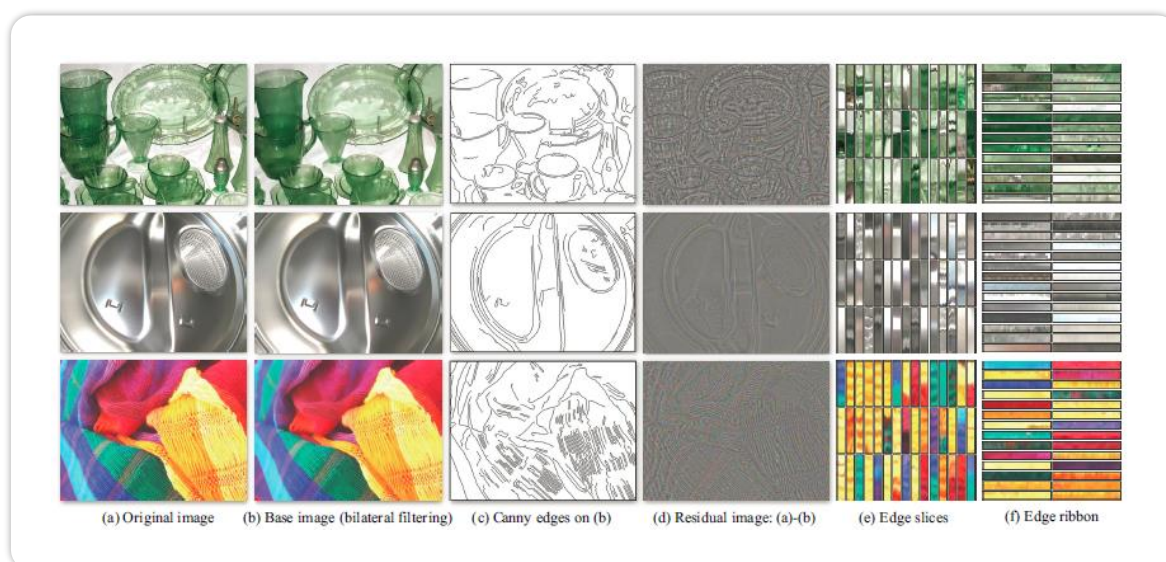 (a) Original image
(b) Base image (bilateral filtering)
(c) Canny edges on (b)
(d) Residual image: (a)-(b)
(e) Edge slices
(f) Edge ribbon